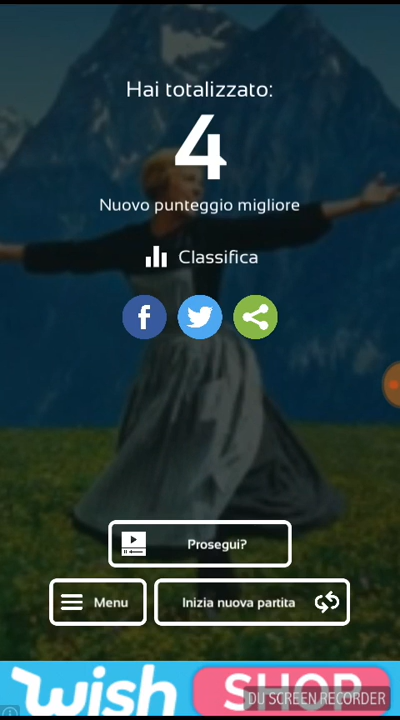 Hai totalizzato:
4
Nuovo punteggio migliore
Classifica
Prosegui?
Menu
Inizia nuova partita
wish
SHOP
DU SCREEN RECORDER